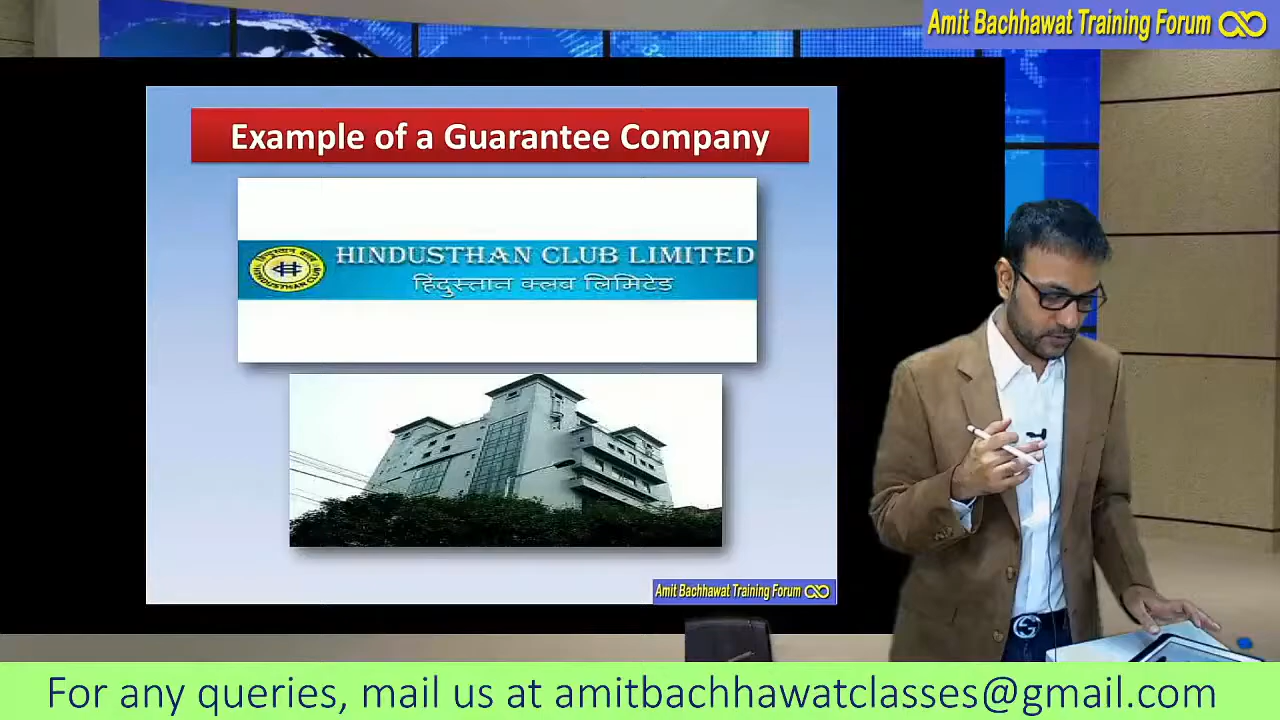 Amit Bachhawat Training Forum
Example of a Guarantee Company
HINDUSTHAN CLUB LIMITED
हिंदुस्तान क्लब लिमिटेड
Amit Bachhawat Training Forum
For any queries, mail us at amitbachhawatclasses@gmail.com